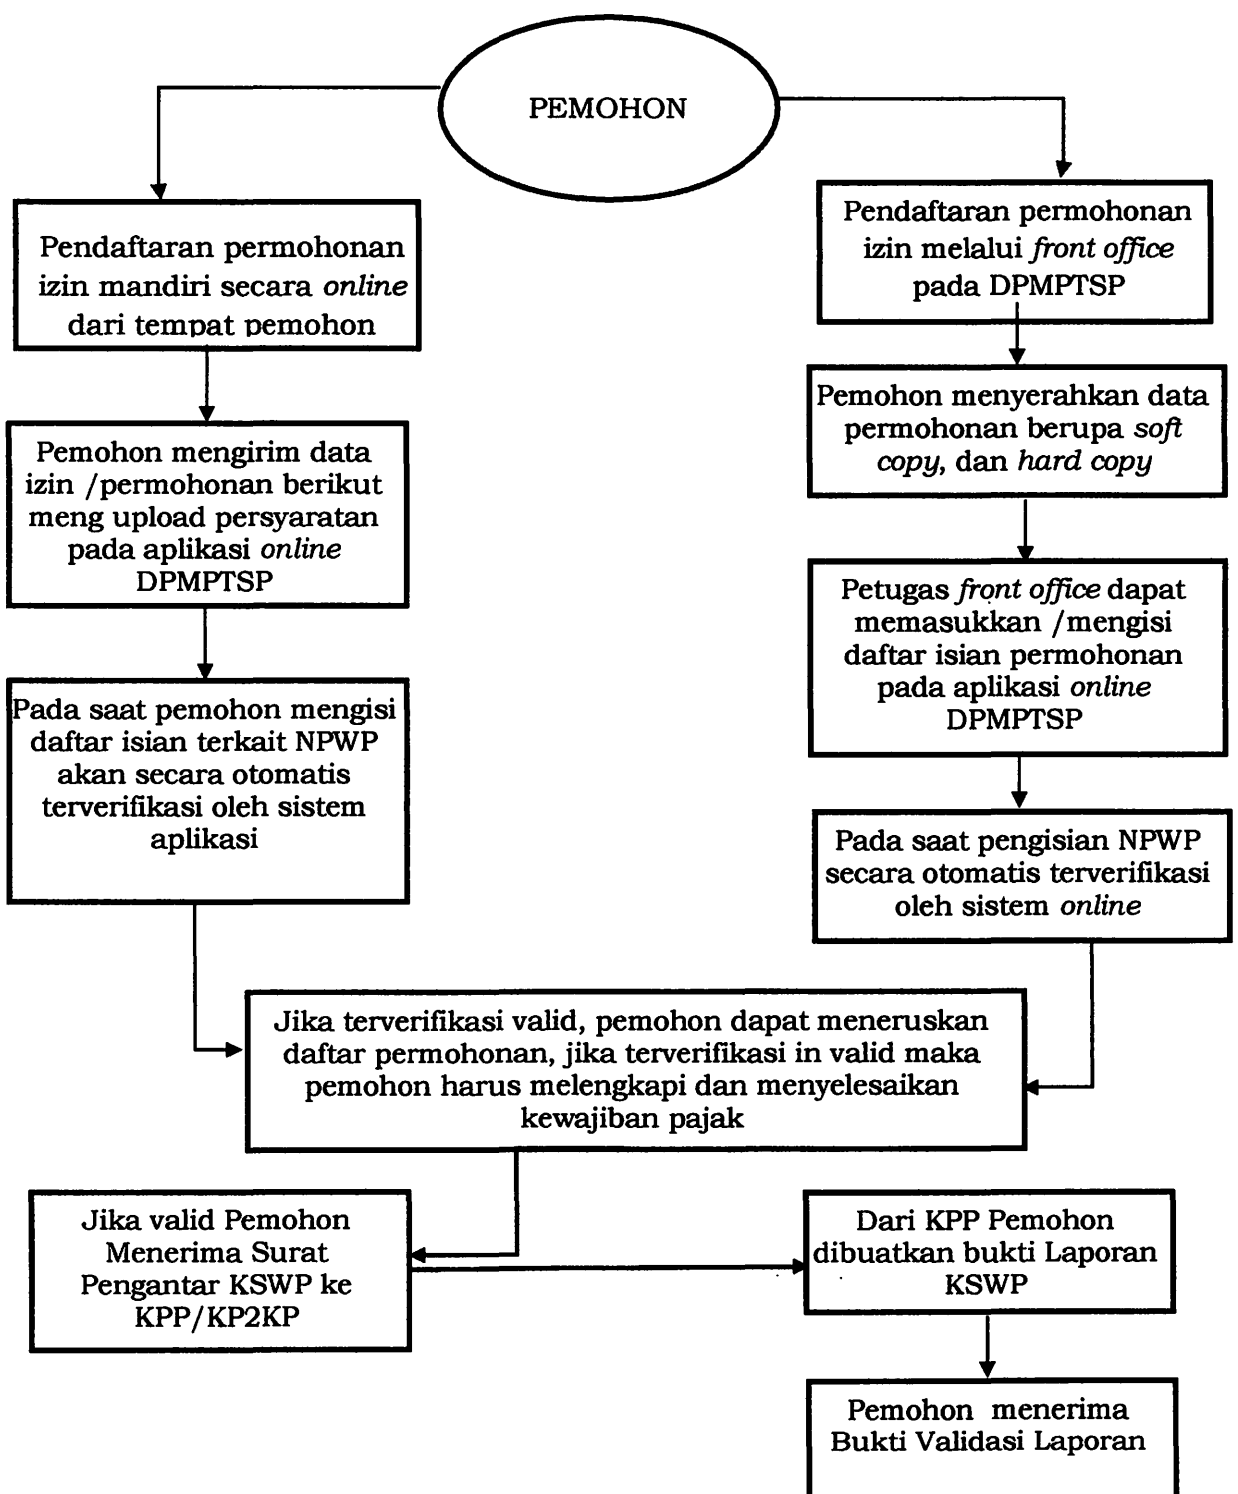 PEMOHON
Pendaftaran permohonan
izin mandiri secara online
dari tempat pemohon
Pemohon mengirim data
izin /permohonan berikut
meng upload persyaratan
pada aplikasi online
DPMPTSP
Pada saat pemohon mengisi
daftar isian terkait NPWP
akan secara otomatis
terverifikasi oleh sistem
aplikasi
Pendaftaran permohonan
izin melalui front office
pada DPMPTSP
Pemohon menyerahkan data
permohonan berupa soft
copy, dan hard copy
Petugas front office dapat
memasukkan /mengisi
daftar isian permohonan
pada aplikasi online
DPMPTSP
Pada saat pengisian NPWP
secara otomatis terverifikasi
oleh sistem online
Jika terverifikasi valid, pemohon dapat meneruskan
daftar permohonan, jika terverifikasi in valid maka
pemohon harus melengkapi dan menyelesaikan
kewajiban pajak
Jika valid Pemohon
Menerima Surat
Pengantar KSWP ke
KPP/KP2KP
Dari KPP Pemohon
dibuatkan bukti Laporan
KSWP
Pemohon menerima
Bukti Validasi Laporan